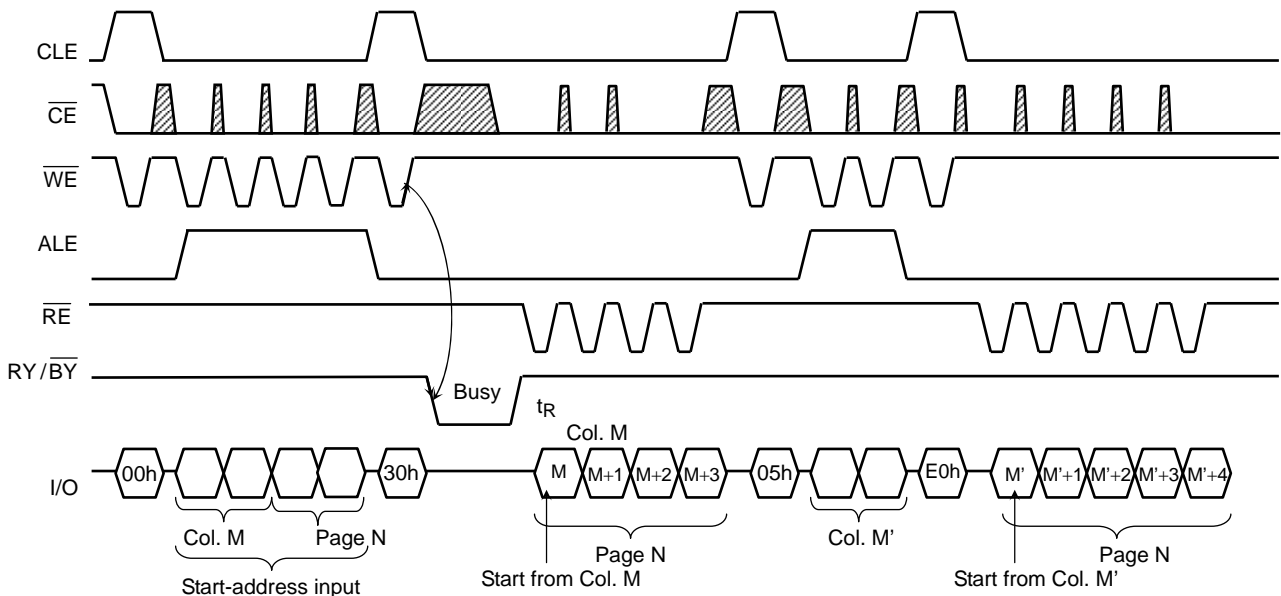 CLE
CE
WE
ALE
RE
RY/BY
Busy
tR
Col. M
I/O
00h
30h
M
M+1
M+2
M+3
05h
E0h
M'
M'+1
M'+2
M'+3
M'+4
Col. M
Page N
Start-address input
Page N
Start from Col. M
Col. M'
Page N
Start from Col. M'